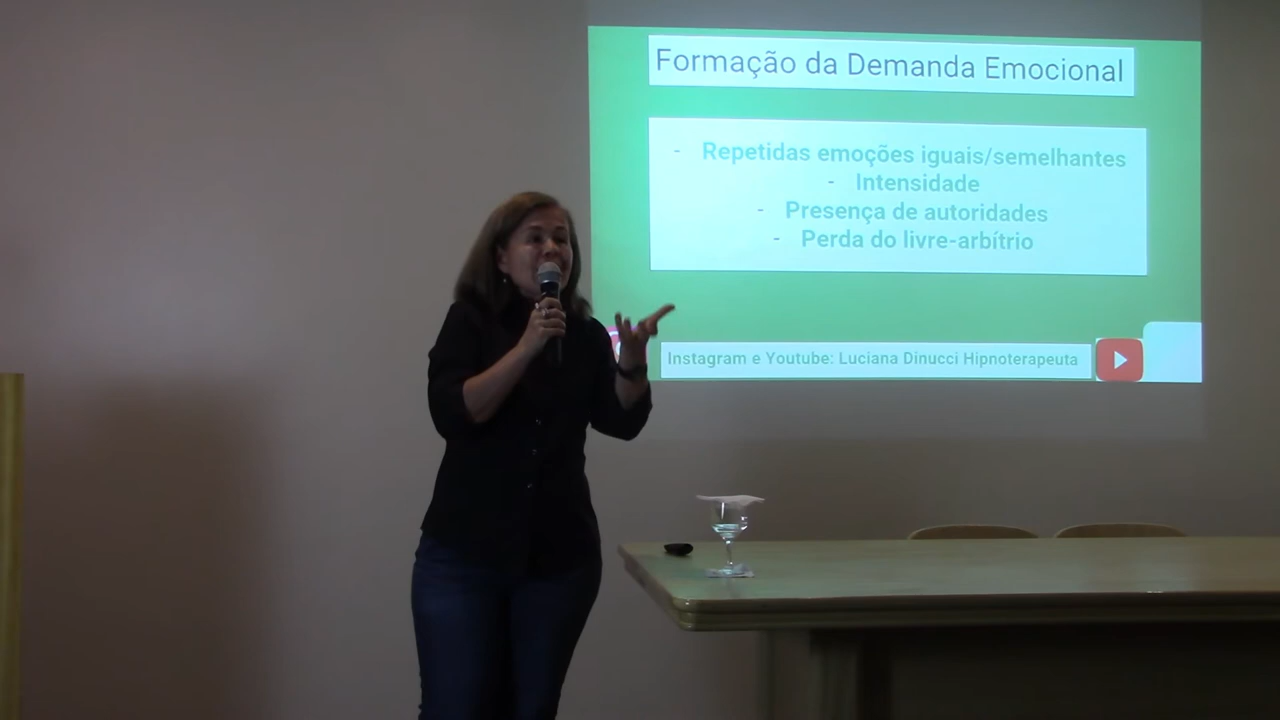 Formação da Demanda Emocional
- Repetidas emoções iguais/semelhantes
- Intensidade
- Presença de autoridades
- Perda do livre-arbítrio
Instagram e Youtube: Luciana Dinucci Hipnoterapeuta